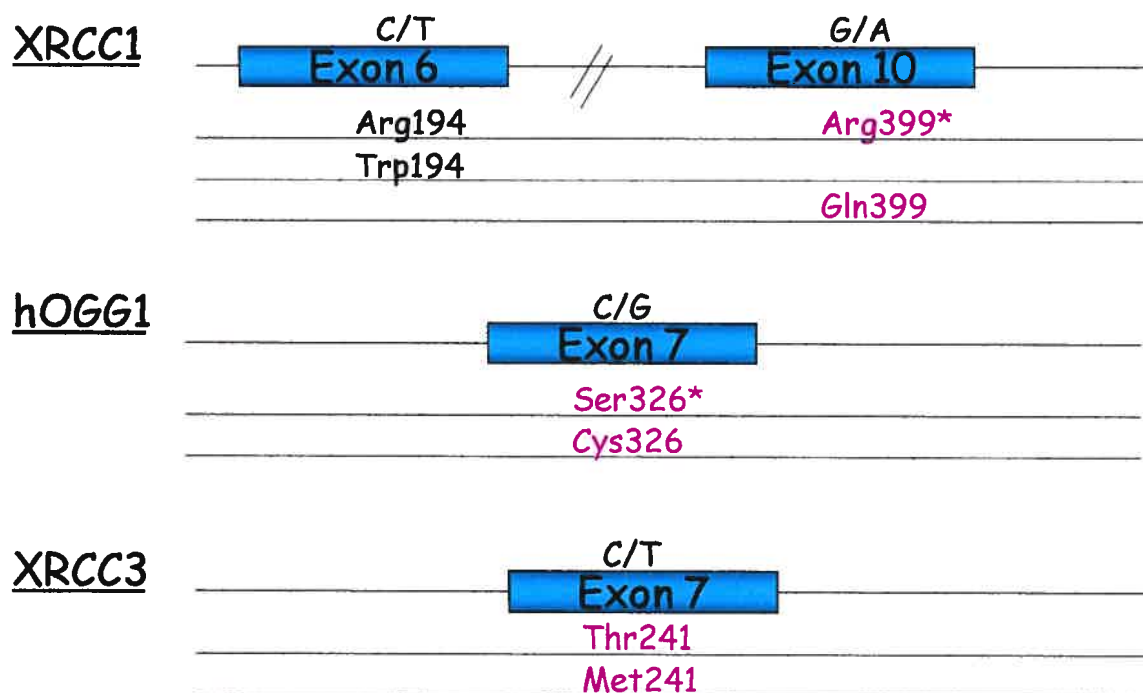 XRCC1
C/T G/A
Exon 6 Exon 10
Arg194 Arg399*
Trp194
Gln399
hOGG1
C/G
Exon 7
Ser326*
Cys326
XRCC3
C/T
Exon 7
Thr241
Met241